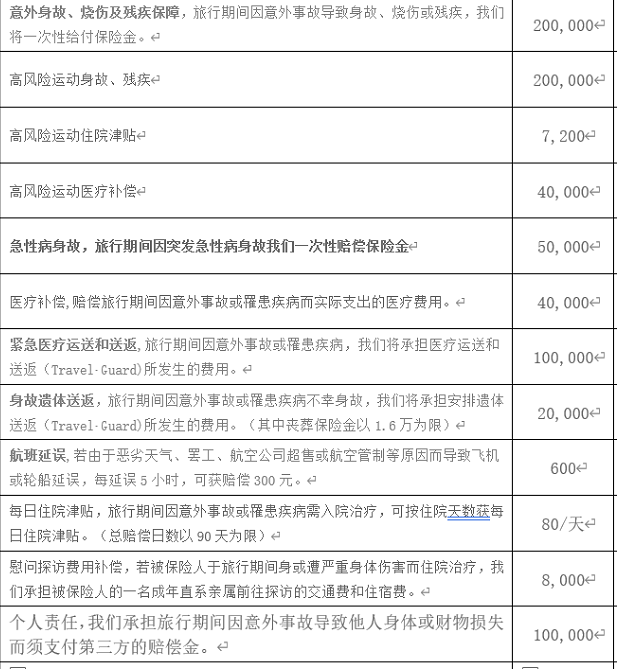 意外身故、烧伤及残疾保障，旅行期间因意外事故导致身故、烧伤或残疾，我们
将一次性给付保险金。
200,000
高风险运动身故、残疾
200,000
高风险运动住院津贴
7,200
高风险运动医疗补偿
40,000
急性病身故，旅行期间因突发急性病身故我们一次性赔偿保险金
50,000
医疗补偿,赔偿旅行期间因意外事故或罹患疾病而实际支出的医疗费用。
40,000
紧急医疗运送和送返,旅行期间因意外事故或罹患疾病，我们将承担医疗运送和
送返（Travel·Guard)所发生的费用。
100,000
身故遗体送返，旅行期间因意外事故或罹患疾病不幸身故，我们将承担安排遗体
送返（Travel·Guard)所发生的费用。（其中丧葬保险金以 1.6 万为限）
20,000
航班延误,若由于恶劣天气、罢工、航空公司超售或航空管制等原因而导致飞机
或轮船延误，每延误 5 小时，可获赔偿 300 元。
600
每日住院津贴，旅行期间因意外事故或罹患疾病需入院治疗，可按住院天数获每
日住院津贴。（总赔偿日数以 90 天为限）
80/天
慰问探访费用补偿，若被保险人于旅行期间身或遭严重身体伤害而住院治疗，我
们承担被保险人的一名成年直系亲属前往探访的交通费和住宿费。
8,000
个人责任,我们承担旅行期间因意外事故导致他人身体或财物损失
而须支付第三方的赔偿金。
100,000